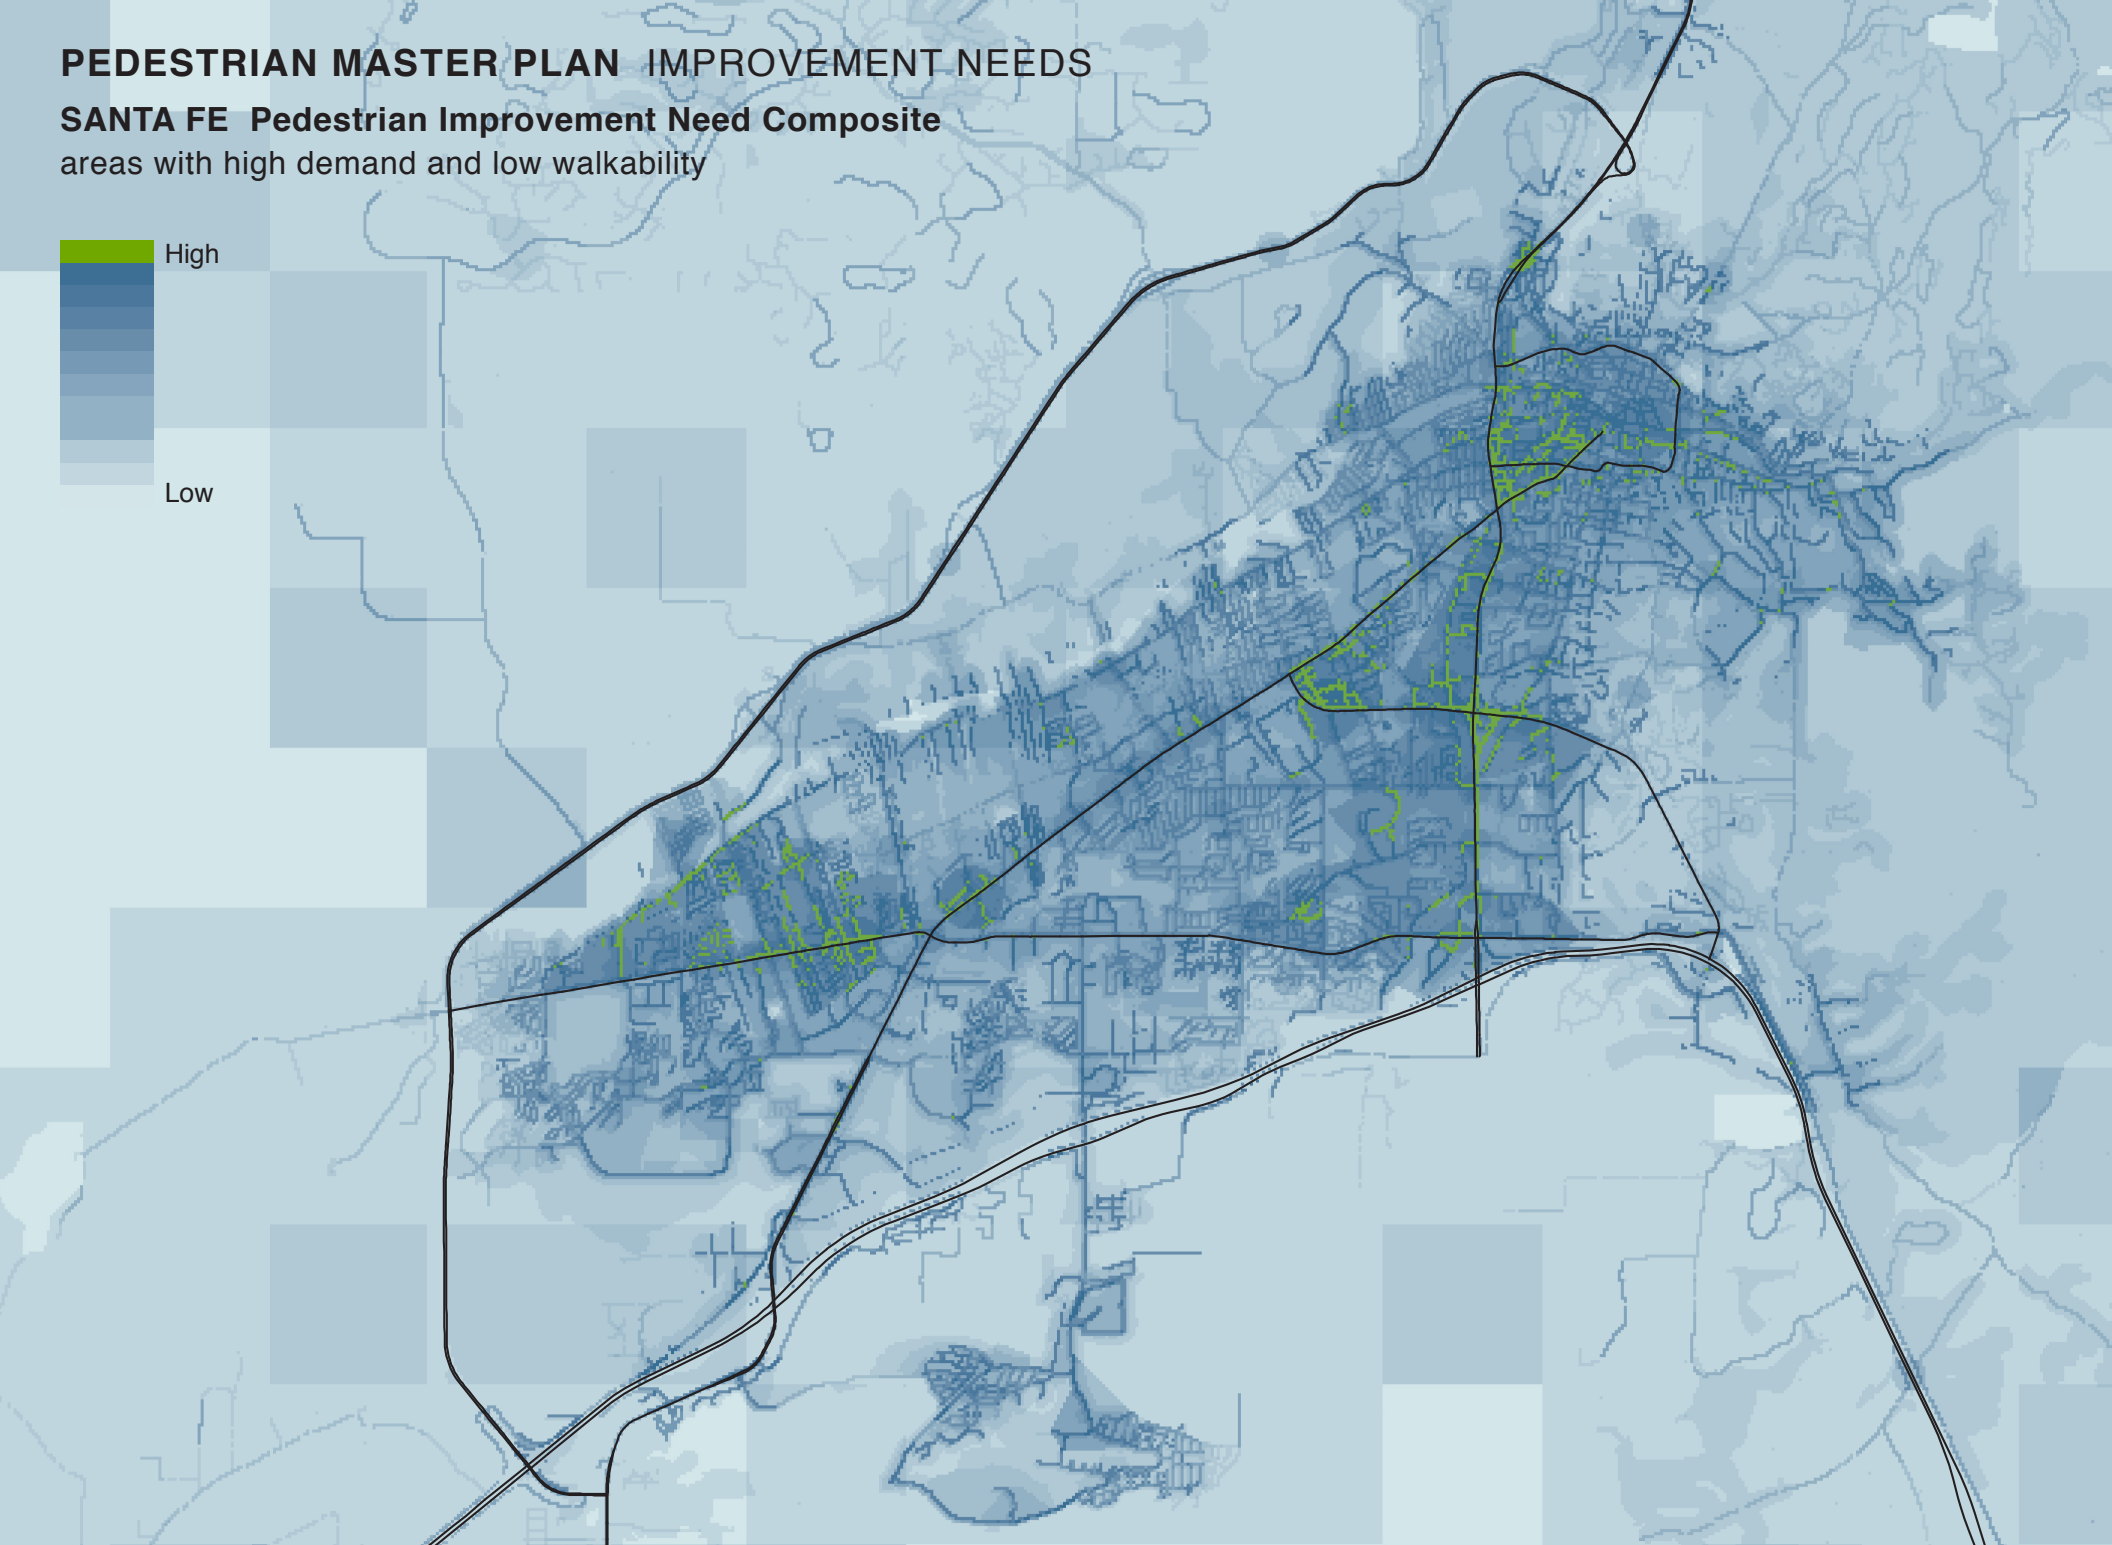 PEDESTRIAN MASTER PLAN IMPROVEMENT NEEDS
SANTA FE Pedestrian Improvement Need Composite
areas with high demand and low walkability
High
Low